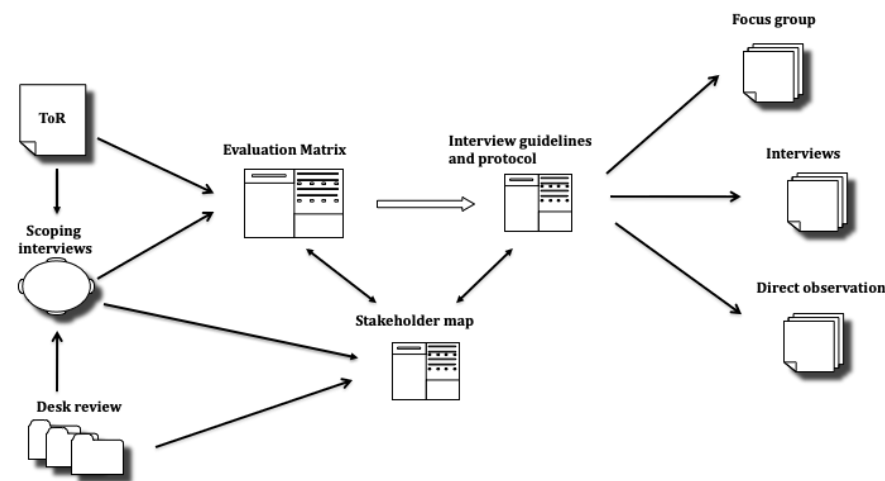 Focus group
ToR
Evaluation Matrix
Interview guidelines
and protocol
Interviews
Scoping
interviews
Direct observation
Stakeholder map
Desk review